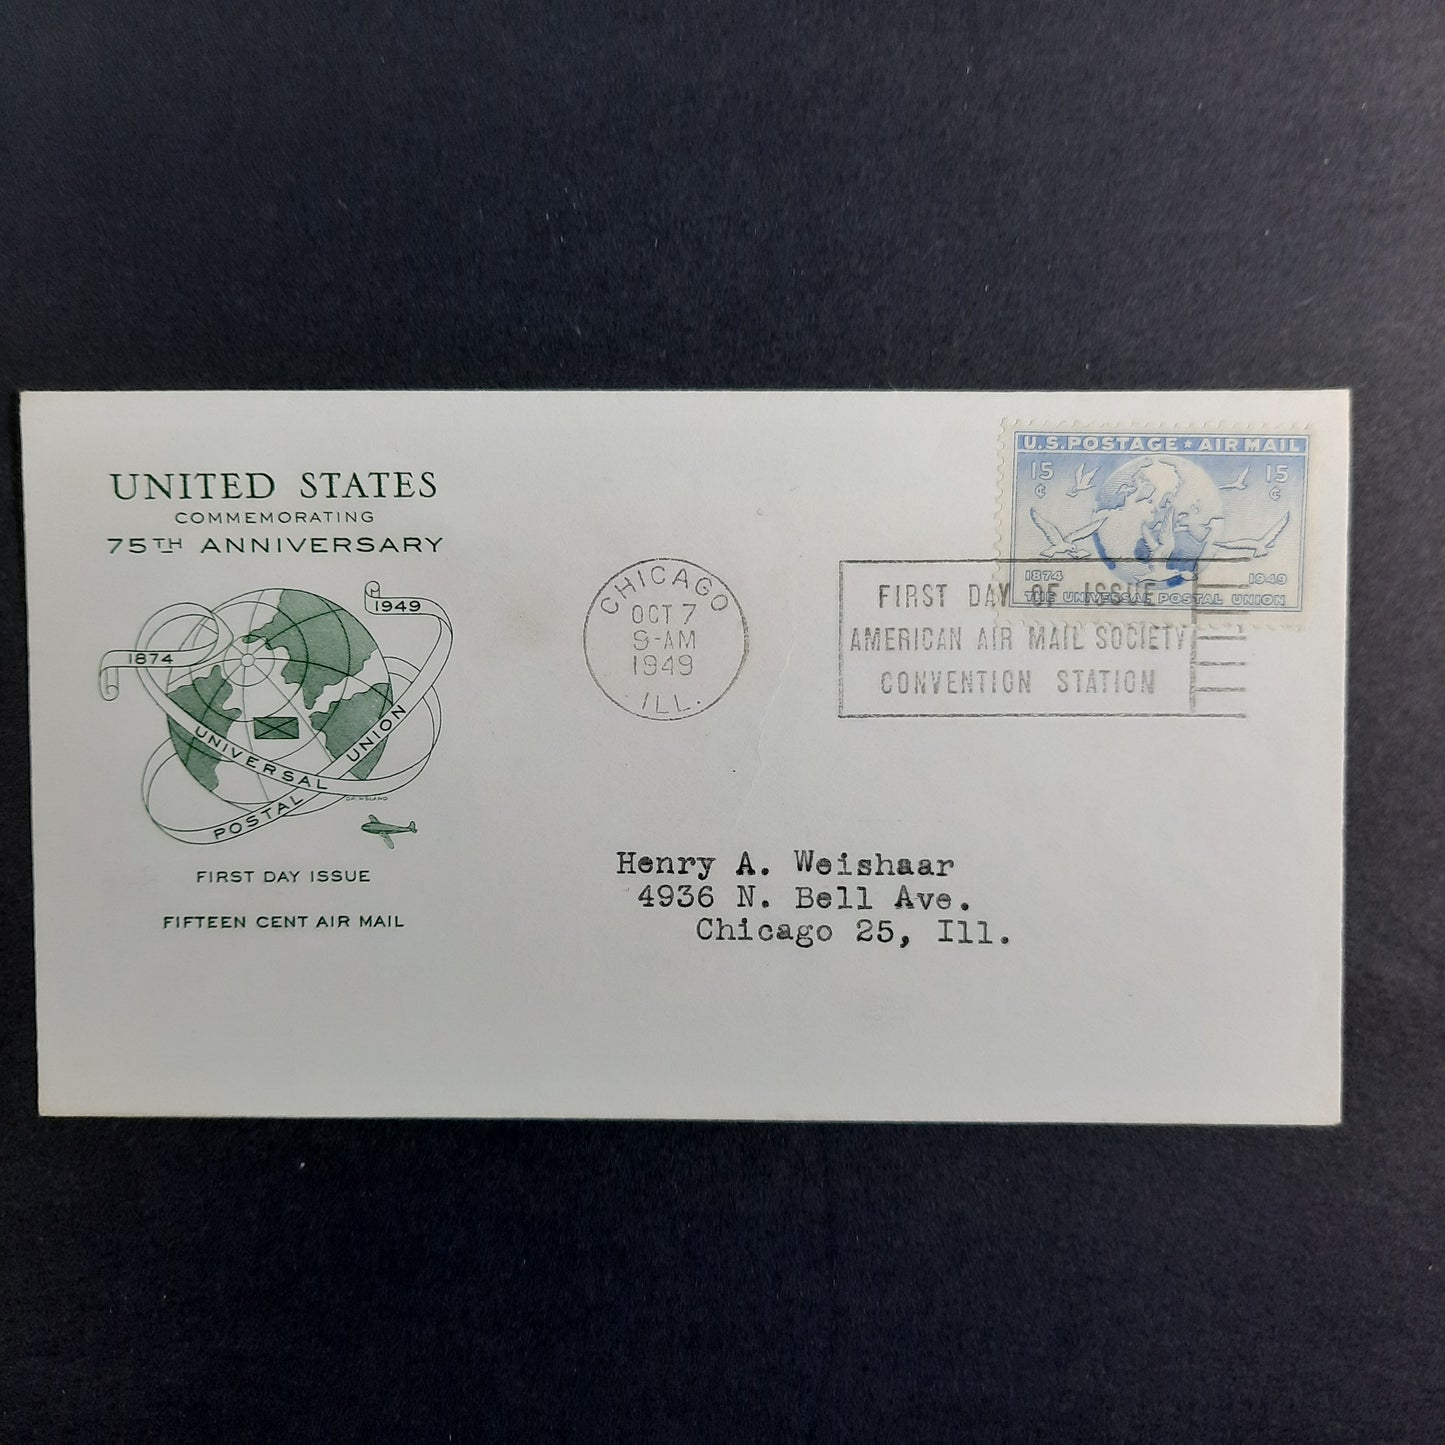 UNITED STATES
COMMEMORATING
75TH ANNIVERSARY
1949
1874
UNIVERSAL
POSTAL UNION
FIRST DAY ISSUE
FIFTEEN CENT AIR MAIL
CHICAGO
OCT 7
9-AM
1949
ILL.
U.S. POSTAGE ★ AIR MAIL
15¢ 15¢
1874 1949
THE UNIVERSAL POSTAL UNION
FIRST DAY OF ISSUE
AMERICAN AIR MAIL SOCIETY
CONVENTION STATION
Henry A. Weishaar
4936 N. Bell Ave.
Chicago 25, Ill.